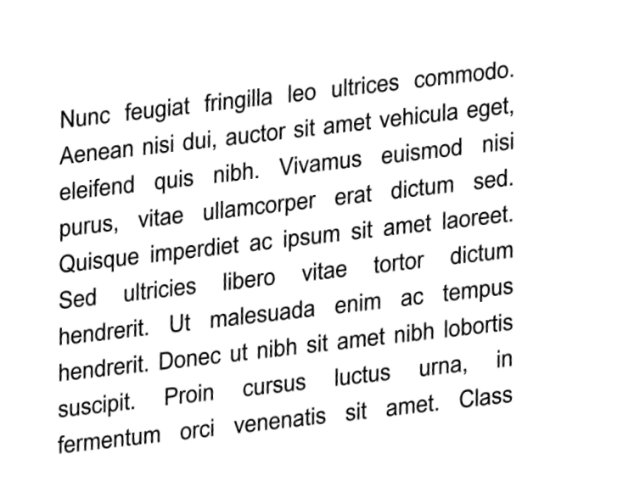 Nunc feugiat fringilla leo ultrices commodo.
Aenean nisi dui, auctor sit amet vehicula eget,
eleifend quis nibh. Vivamus euismod nisi
purus, vitae ullamcorper erat dictum sed.
Quisque imperdiet ac ipsum sit amet laoreet.
Sed ultricies libero vitae tortor dictum
hendrerit. Ut malesuada enim ac tempus
hendrerit. Donec ut nibh sit amet nibh lobortis
suscipit. Proin cursus luctus urna, in
fermentum orci venenatis sit amet. Class